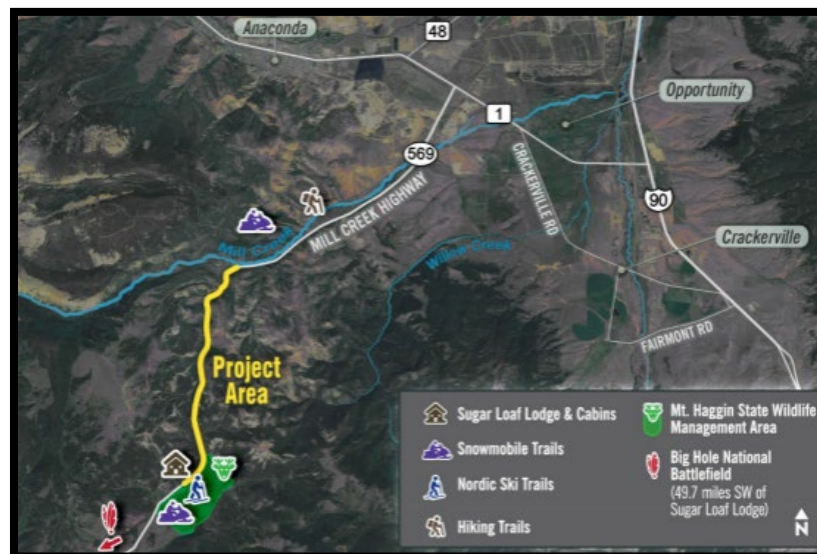 Anaconda
48
Opportunity
1
569
CRACKERVILLE RD
MILL CREEK HIGHWAY
90
Mill Creek
Willow Creek
Crackerville
FAIRMONT RD
Project
Area
Sugar Loaf Lodge & Cabins
Snowmobile Trails
Nordic Ski Trails
Hiking Trails
Mt. Haggin State Wildlife
Management Area
Big Hole National
Battlefield
(49.7 miles SW of
Sugar Loaf Lodge)
N